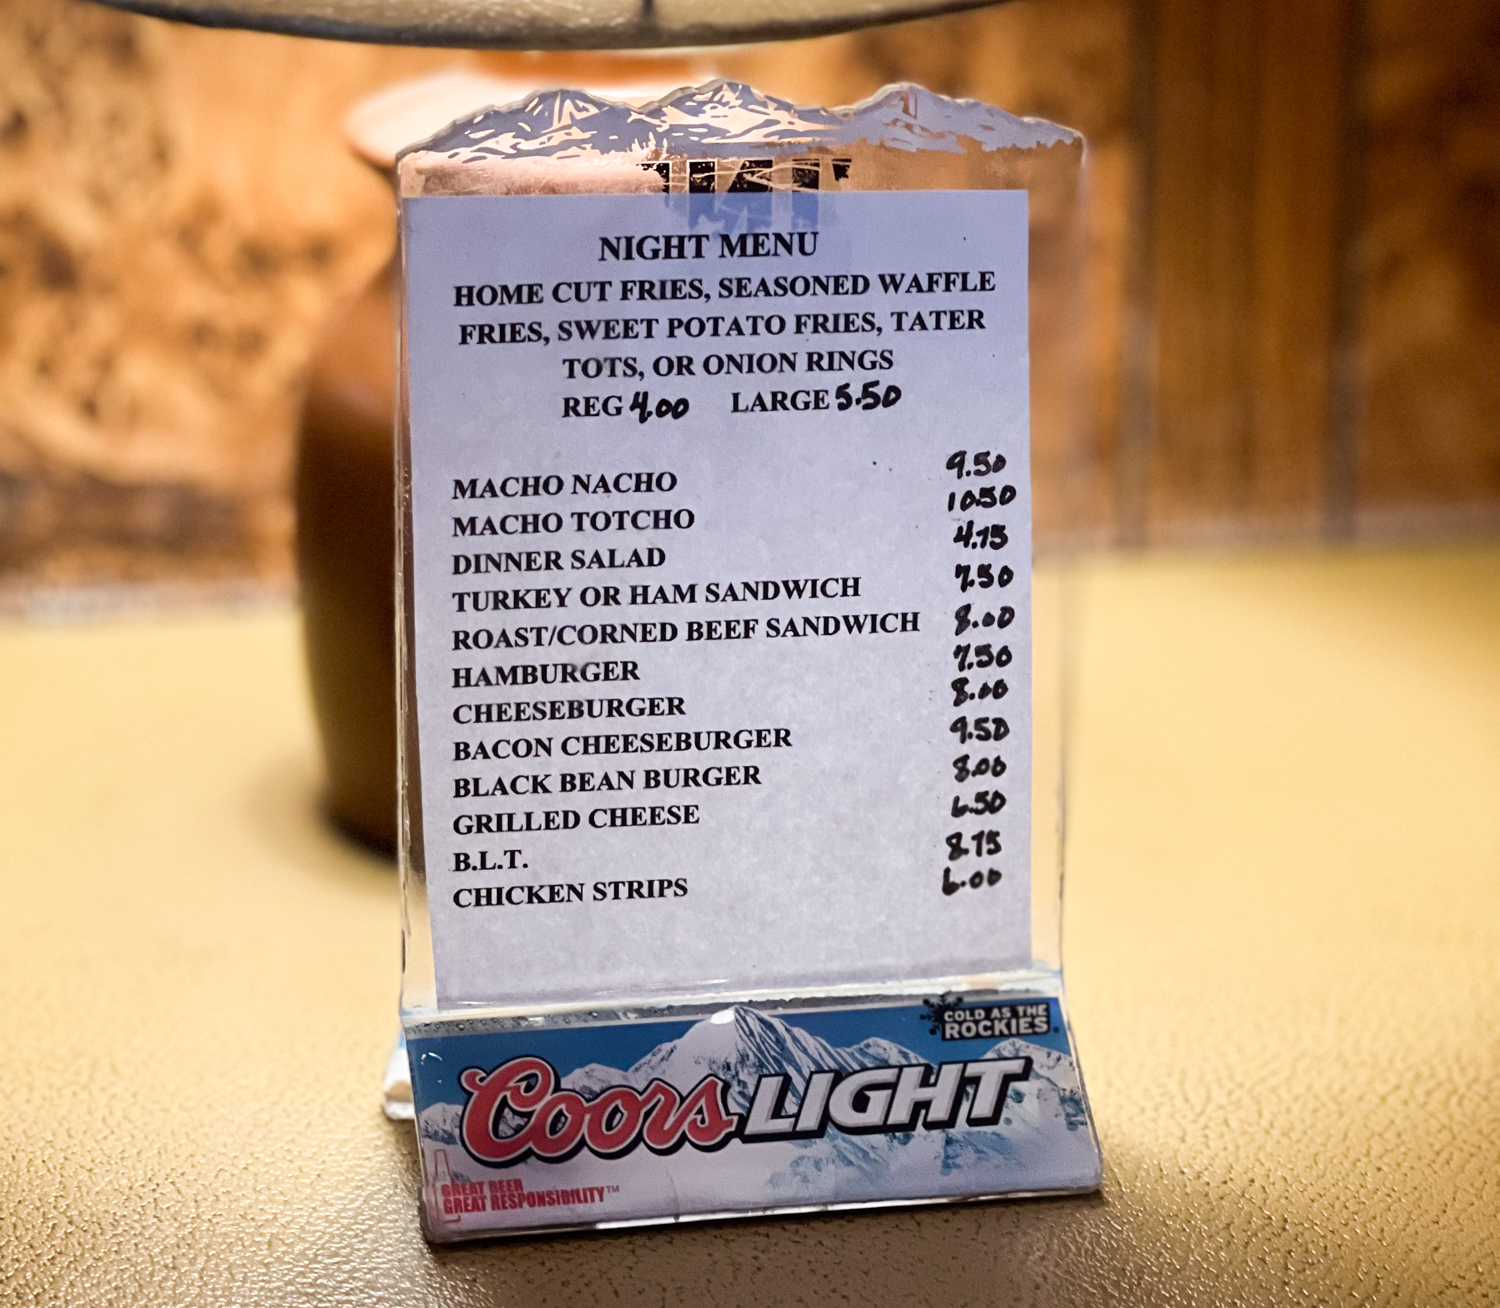 NIGHT MENU
HOME CUT FRIES, SEASONED WAFFLE
FRIES, SWEET POTATO FRIES, TATER
TOTS, OR ONION RINGS
REG 4.00 LARGE 5.50
MACHO NACHO 9.50
MACHO TOTCHO 10.50
DINNER SALAD 4.75
TURKEY OR HAM SANDWICH 7.50
ROAST/CORNED BEEF SANDWICH 8.00
HAMBURGER 7.50
CHEESEBURGER 8.00
BACON CHEESEBURGER 9.50
BLACK BEAN BURGER 8.00
GRILLED CHEESE 6.50
B.L.T. 8.75
CHICKEN STRIPS 6.00
COLD AS THE
ROCKIES
Coors LIGHT
GREAT BEER
GREAT RESPONSIBILITY™